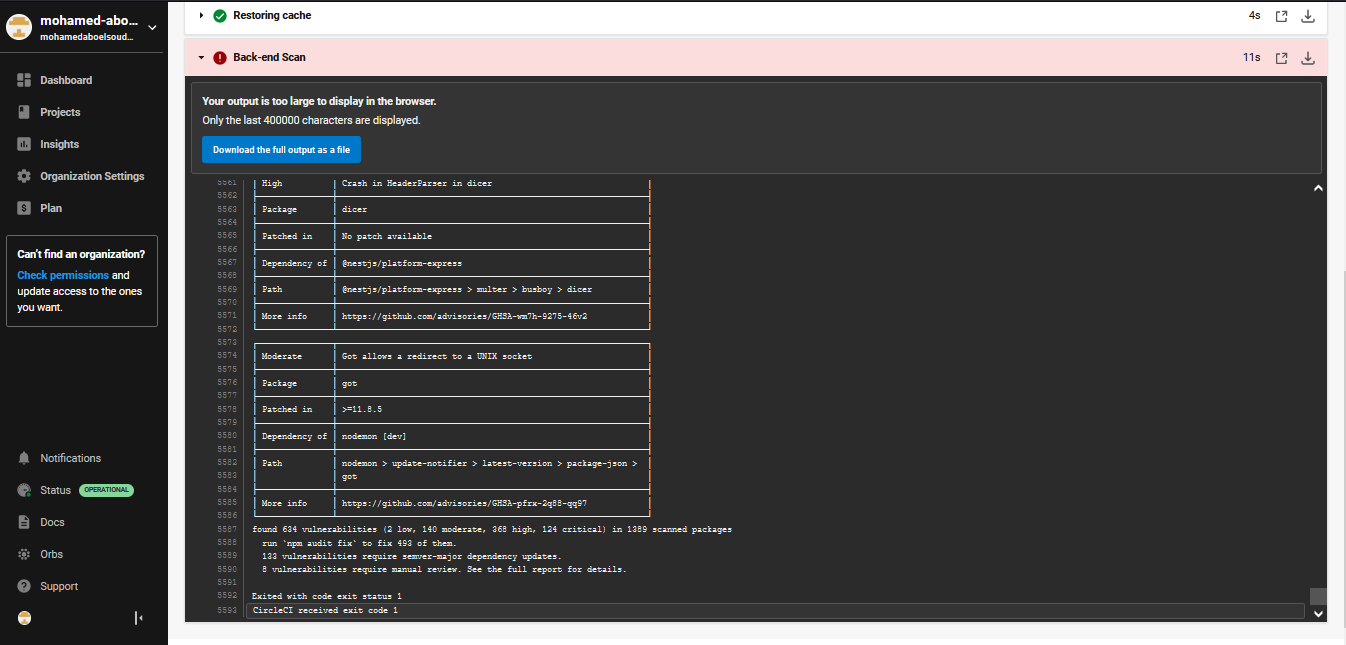 mohamed-abo...
mohamedaboelsoud...
Dashboard
Projects
Insights
Organization Settings
Plan
Can't find an organization?
Check permissions and
update access to the ones
you want.
Notifications
Status OPERATIONAL
Docs
Orbs
Support
Restoring cache 4s
Back-end Scan 11s
Your output is too large to display in the browser.
Only the last 400000 characters are displayed.
Download the full output as a file
5561 High Crash in HeaderParser in dicer
5562
5563 Package dicer
5564
5565 Patched in No patch available
5566
5567 Dependency of @nestjs/platform-express
5568
5569 Path @nestjs/platform-express > multer > busboy > dicer
5570
5571 More info https://github.com/advisories/GHSA-wm7h-9275-46v2
5572
5573
5574 Moderate Got allows a redirect to a UNIX socket
5575
5576 Package got
5577
5578 Patched in >=11.8.5
5579
5580 Dependency of nodemon [dev]
5581
5582 Path nodemon > update-notifier > latest-version > package-json >
5583 got
5584
5585 More info https://github.com/advisories/GHSA-pfrx-2q88-qq97
5586
5587 found 634 vulnerabilities (2 low, 140 moderate, 368 high, 124 critical) in 1389 scanned packages
5588 run `npm audit fix` to fix 493 of them.
5589 133 vulnerabilities require semver-major dependency updates.
5590 8 vulnerabilities require manual review. See the full report for details.
5591
5592 Exited with code exit status 1
5593 CircleCI received exit code 1